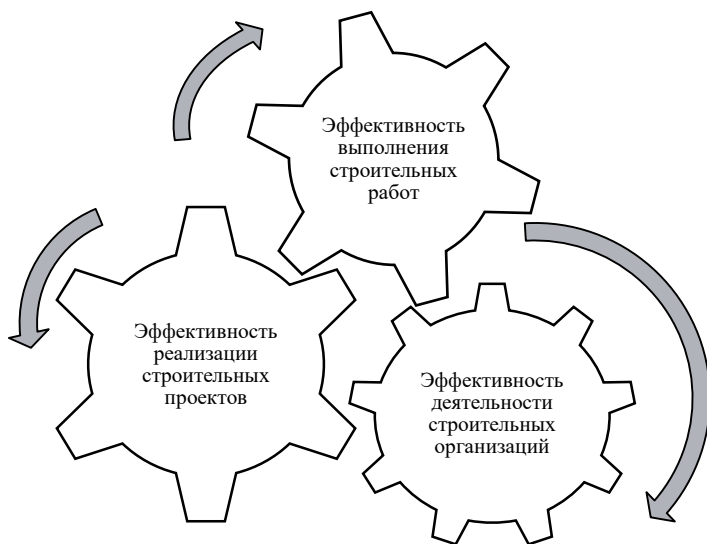 Эффективность
выполнения
строительных
работ
Эффективность
реализации
строительных
проектов
Эффективность
деятельности
строительных
организаций